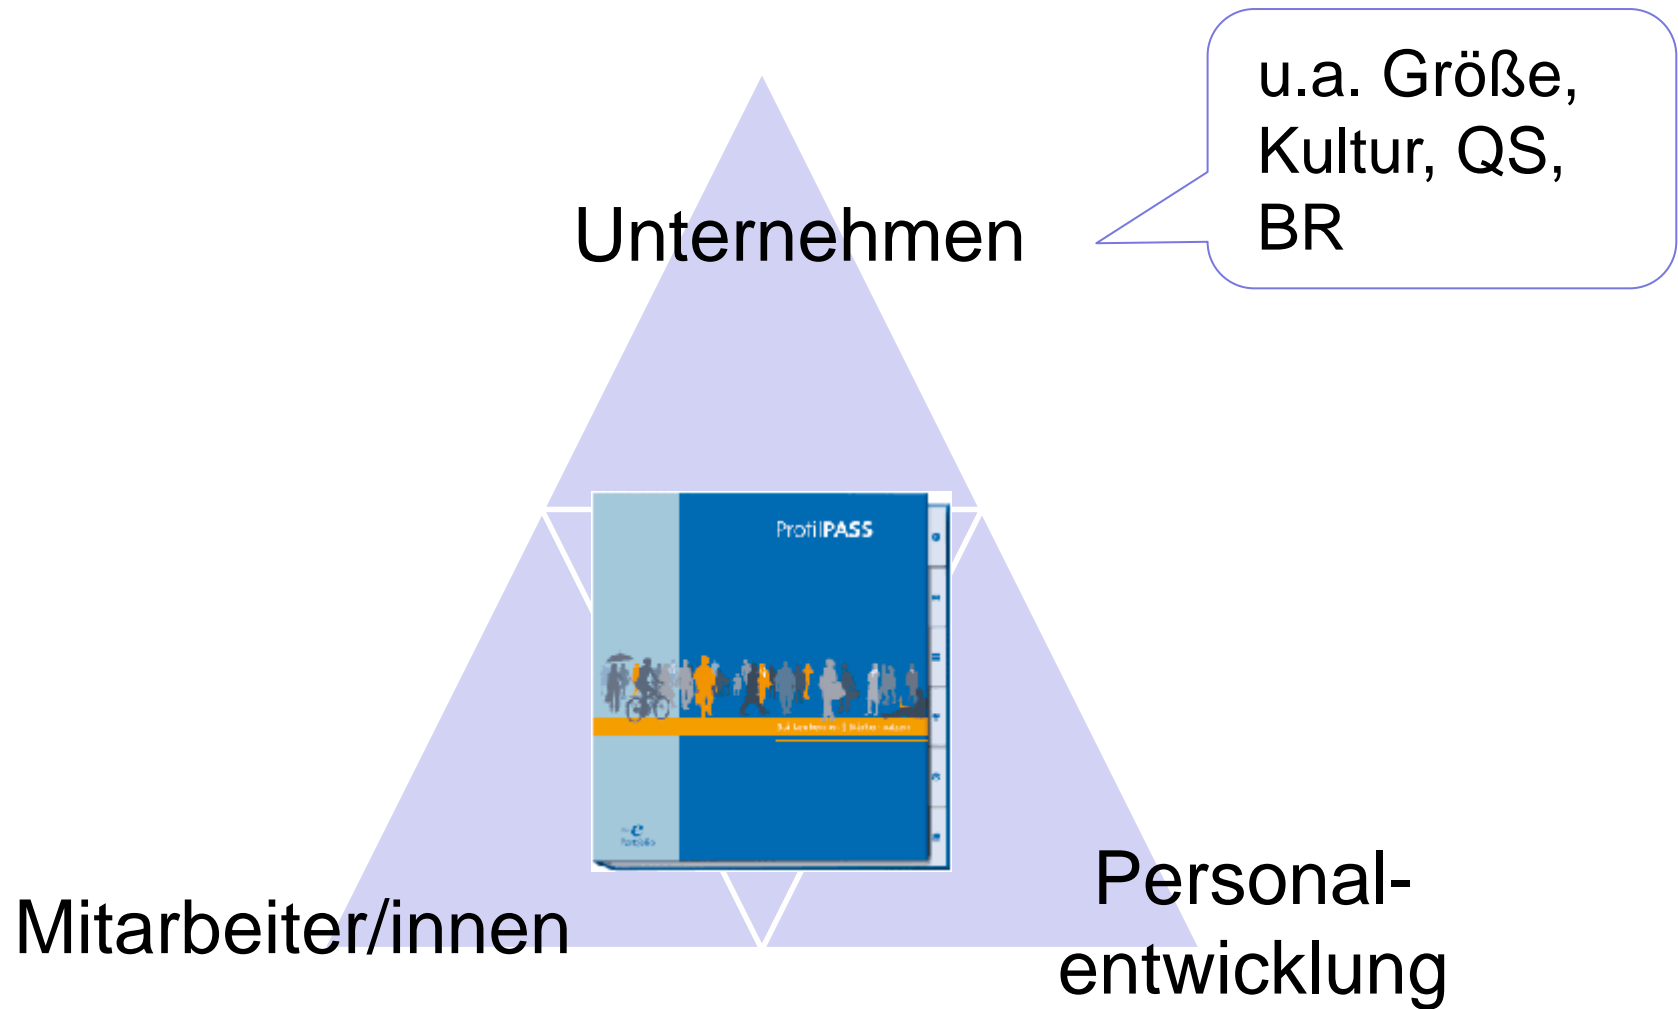 u.a. Größe,
Kultur, QS,
BR
Unternehmen
ProfilPASS
Mitarbeiter/innen
Personal-
entwicklung